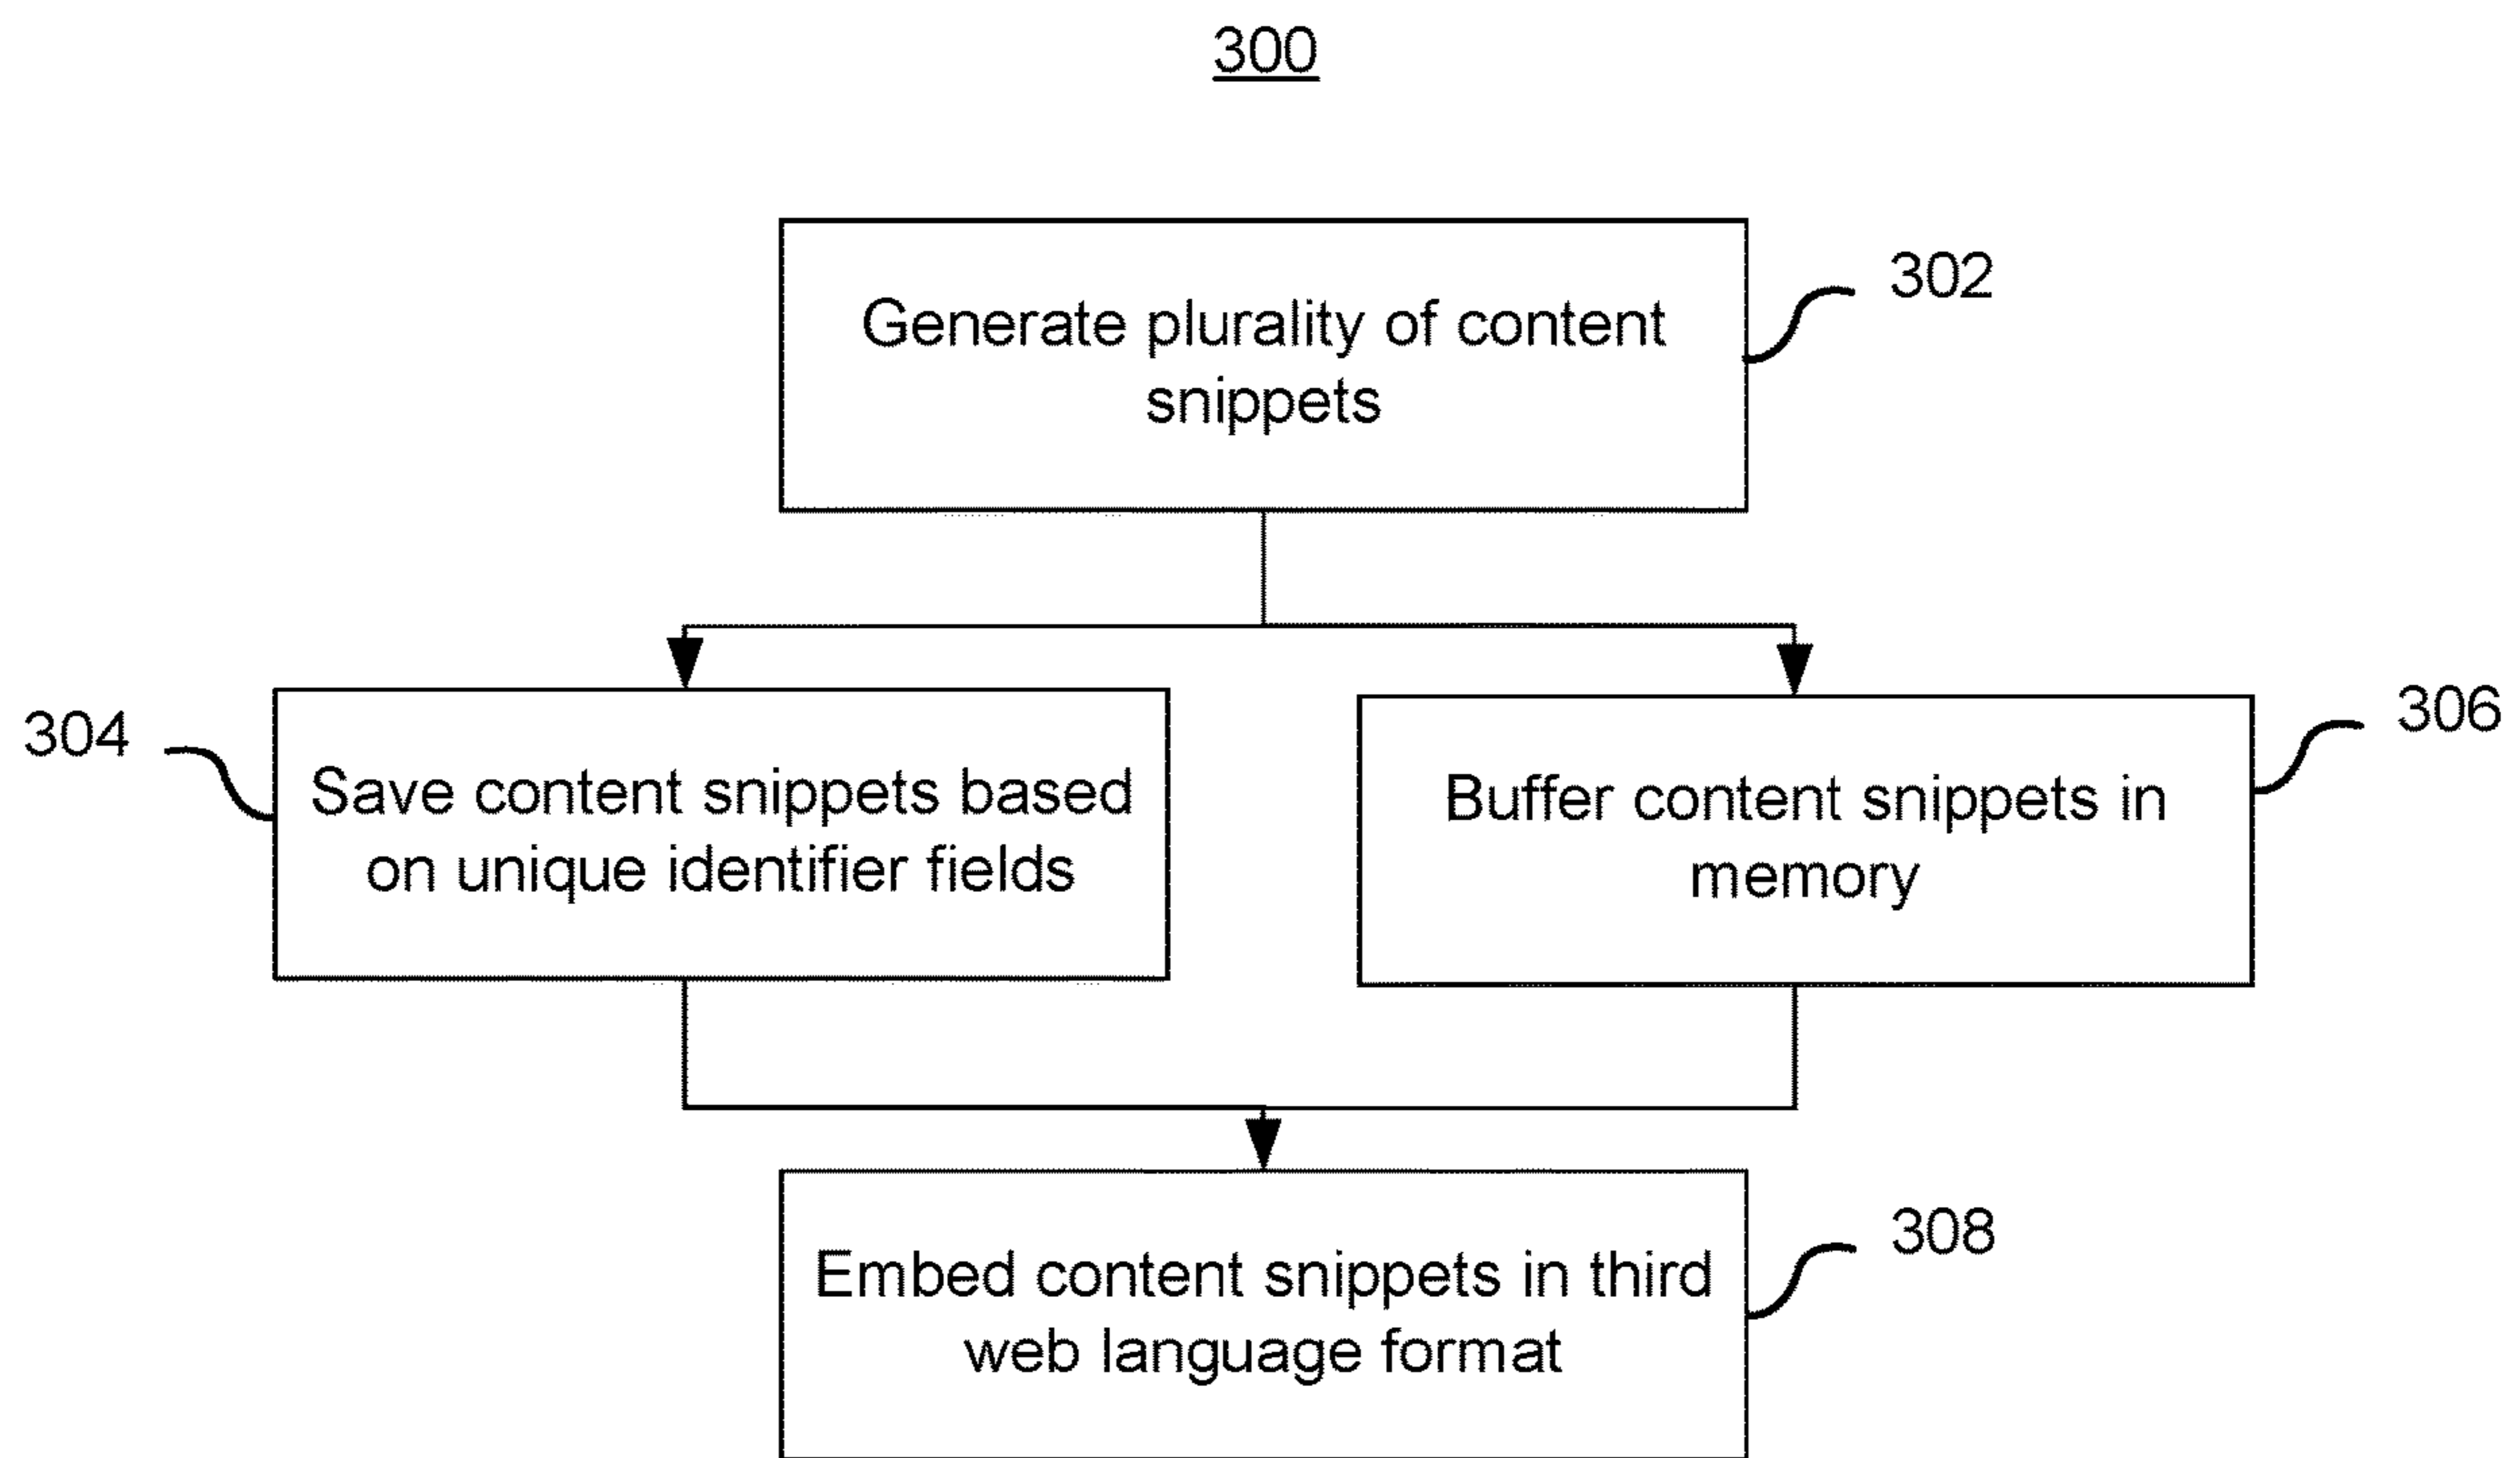 300
Generate plurality of content
snippets
302
304
Save content snippets based
on unique identifier fields
Buffer content snippets in
memory
306
Embed content snippets in third
web language format
308